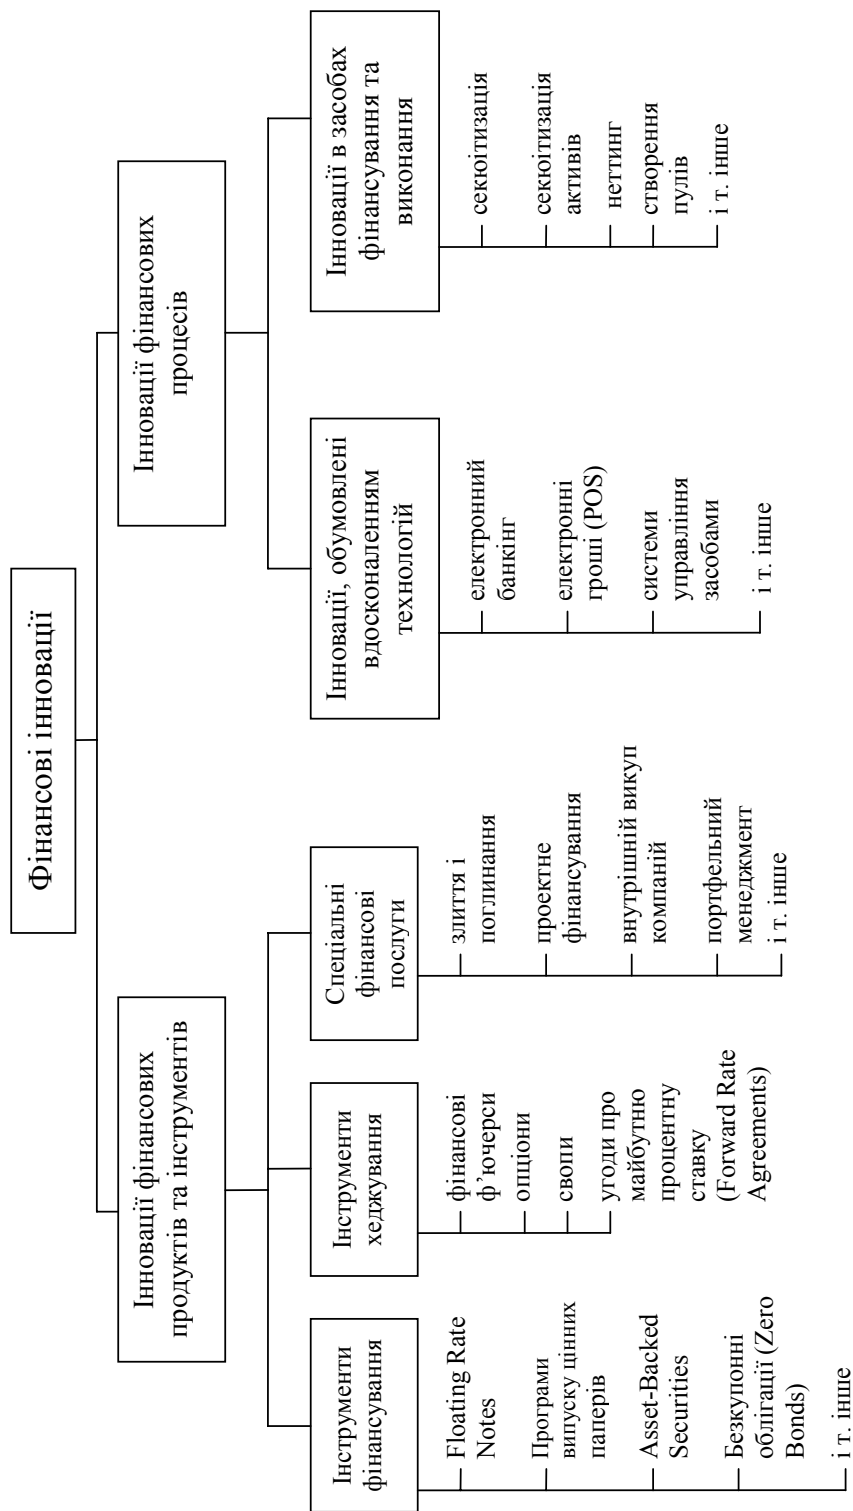 Фінансові інновації
Інновації фінансових
продуктів та інструментів
Інновації фінансових
процесів
Інструменти
фінансування
Інструменти
хеджування
Спеціальні
фінансові
послуги
Інновації, обумовлені
вдосконаленням
технологій
Інновації в засобах
фінансування та
виконання
Floating Rate
Notes
Програми
випуску цінних
паперів
Asset-Backed
Securities
Безкупонні
облігації (Zero
Bonds)
і т. інше
фінансові
ф’ючерси
опціони
свопи
угоди про
майбутню
процентну
ставку
(Forward Rate
Agreements)
злиття і
поглинання
проектне
фінансування
внутрішній викуп
компаній
портфельний
менеджмент
і т. інше
електронний
банкінг
електронні
гроші (POS)
системи
управління
засобами
і т. інше
секюітизація
секюітизація
активів
неттинг
створення
пулів
і т. інше